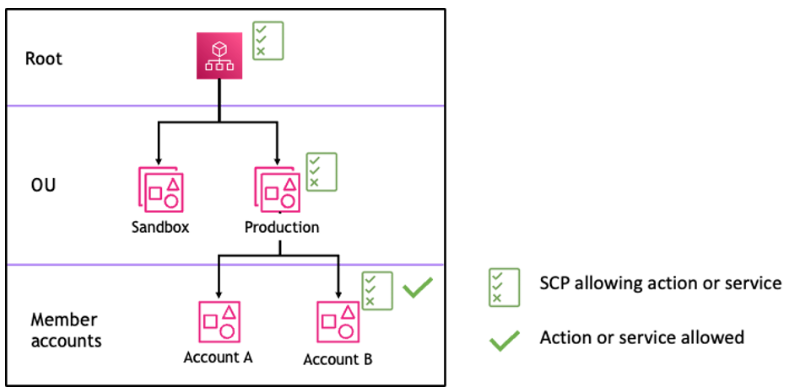 Root
OU
Sandbox
Production
SCP allowing action or service
Member
accounts
Action or service allowed
Account A
Account B